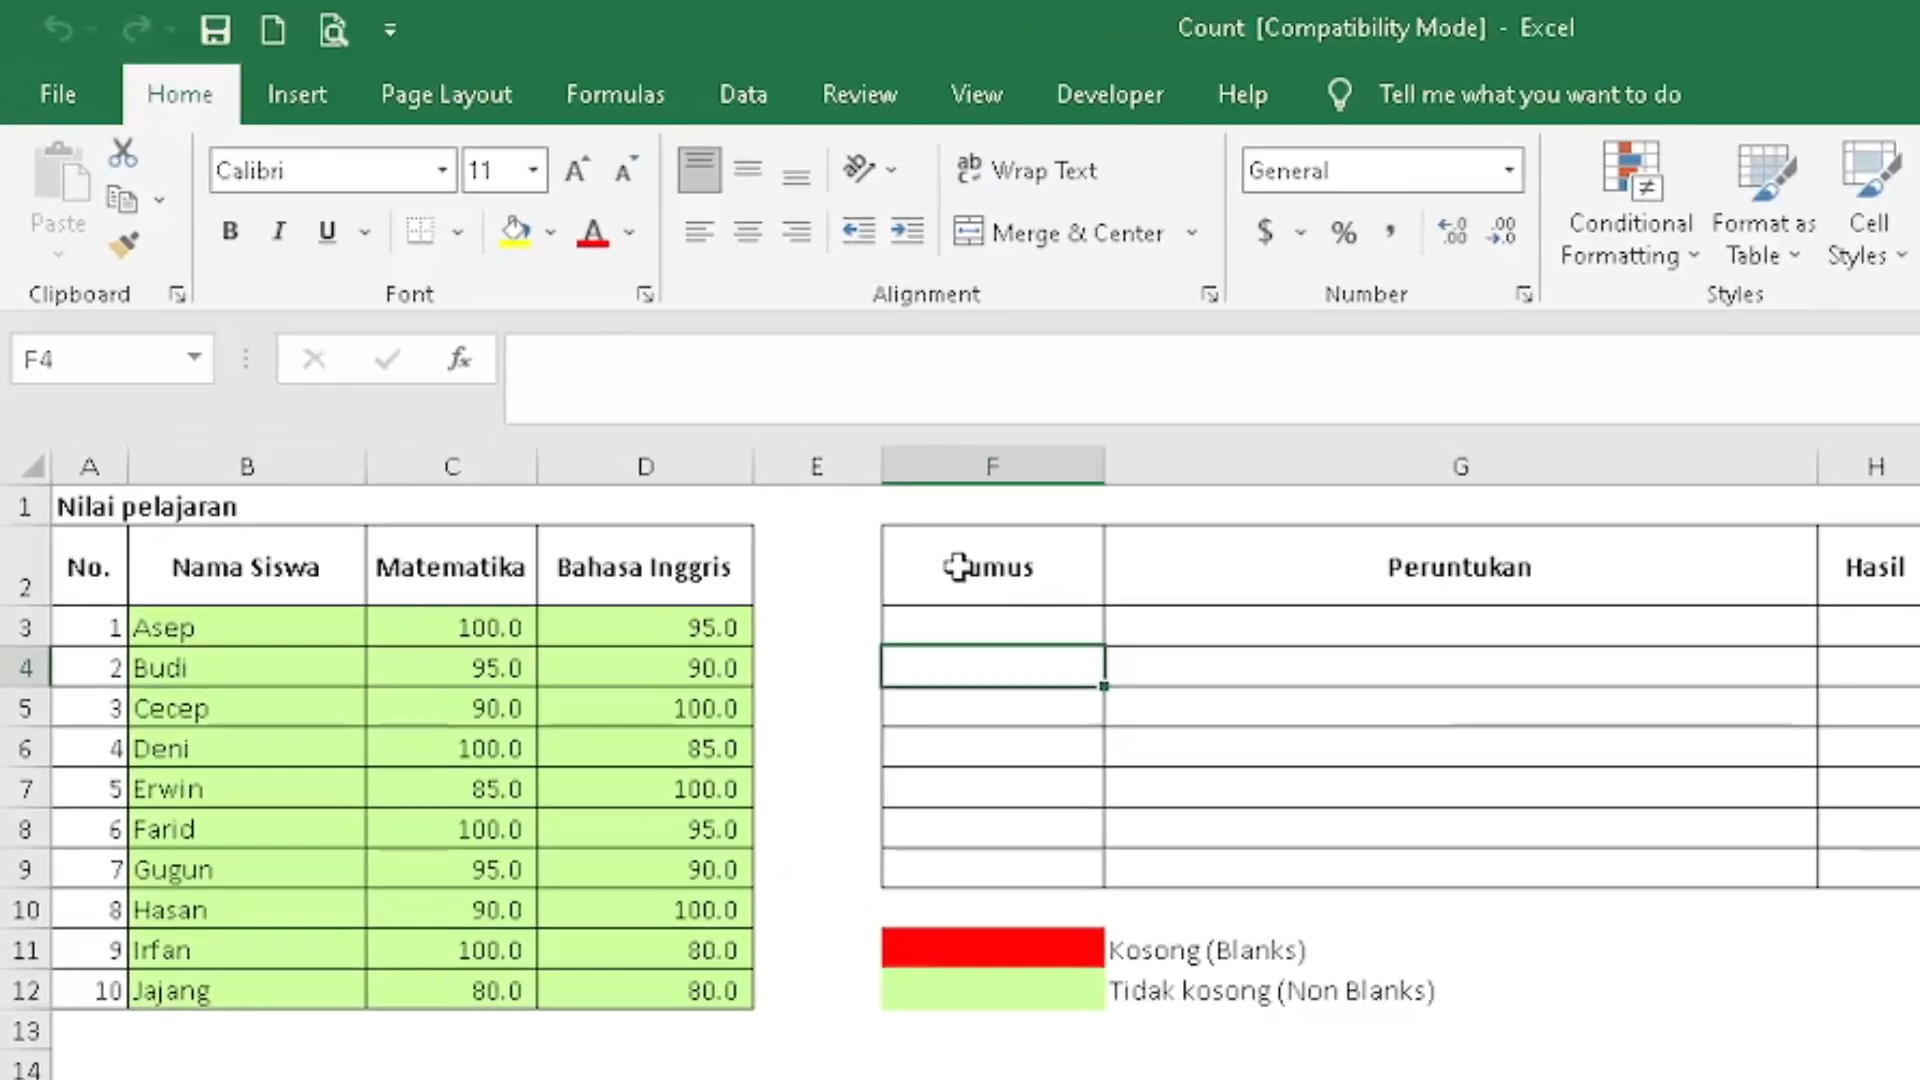 Count [Compatibility Mode] - Excel
File Home Insert Page Layout Formulas Data Review View Developer Help Tell me what you want to do
Calibri 11 A A ab Wrap Text General
Paste
B I U A Merge & Center $ % , Conditional Formatting Format as Table Cell Styles
Clipboard Font Alignment Number Styles
F4 fx
A B C D E F G H
1 Nilai pelajaran
2 No. Nama Siswa Matematika Bahasa Inggris Peruntukan Hasil
3 1 Asep 100.0 95.0
4 2 Budi 95.0 90.0
5 3 Cecep 90.0 100.0
6 4 Deni 100.0 85.0
7 5 Erwin 85.0 100.0
8 6 Farid 100.0 95.0
9 7 Gugun 95.0 90.0
10 8 Hasan 90.0 100.0
11 9 Irfan 100.0 80.0 Kosong (Blanks)
12 10 Jajang 80.0 80.0 Tidak kosong (Non Blanks)
13
14